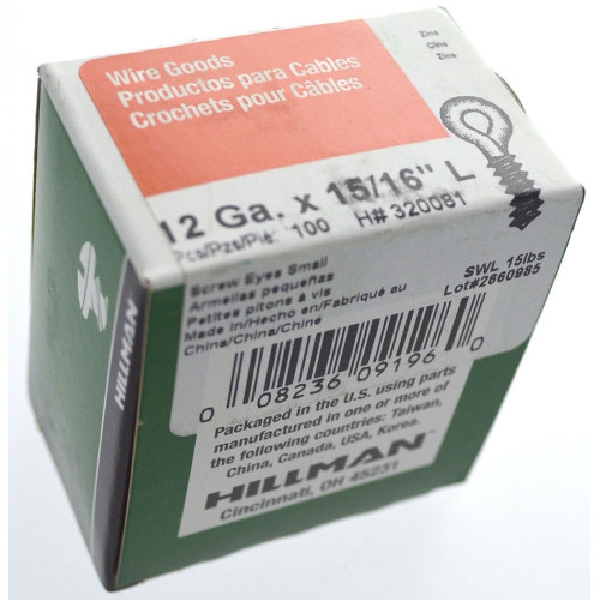 Wire Goods
Productos para Cables
Crochets pour Câbles
Zinc
Cinc
Zinc
12 Ga. x 15/16" L
Pcs/Pzs/Piè: 100 H# 320081
Screw Eyes Small
Armellas pequeñas
Petites pitons à vis
Made in/Hecho en/Fabriqué au
China/China/Chine
SWL 15lbs
Lot#2860985
0 08236 09196 0
Packaged in the U.S. using parts
manufactured in one or more of
the following countries: Taiwan,
China, Canada, USA, Korea.
HILLMAN
Cincinnati, OH 45231
HILLMAN